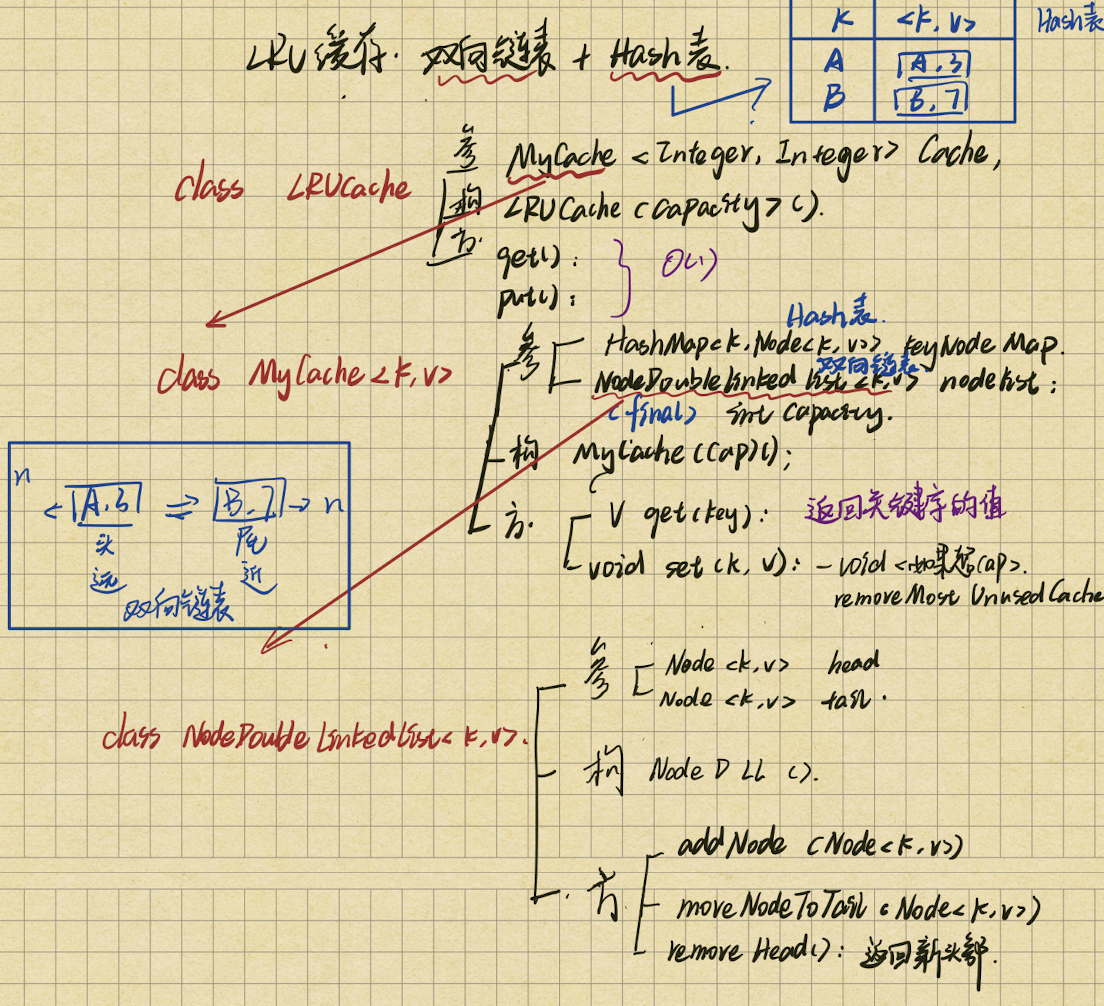 LRU缓存. 双向链表 + Hash表.
K <K, V> Hash表
A [A, 3]
B [B, 7]
class LRUCache
参 MyCache <Integer, Integer> Cache,
构 LRUCache (capacity> ().
方. get():
put():
O(1)
class MyCache <K, V>
参 HashMap<K, Node<K, V>> keyNodeMap.
Hash表.
NodeDoubleLinkedList<K, V> nodeList;
双向链表
(final) int capacity.
构 MyCache (Cap)();
方. V get(key): 返回关键字的值
void set(K, V): - void <如果超Cap>.
removeMostUnusedCache
n ← [A, 3] ⇌ [B, 7] → n
头 尾
远 近
双向链表
class NodeDoubleLinkedList<K, V>.
参 Node <K, V> head
Node <K, V> tail.
构 Node D LL ().
方. addNode (Node<K, V>)
moveNodeToTail (Node<K, V>)
remove Head(): 返回新头部.